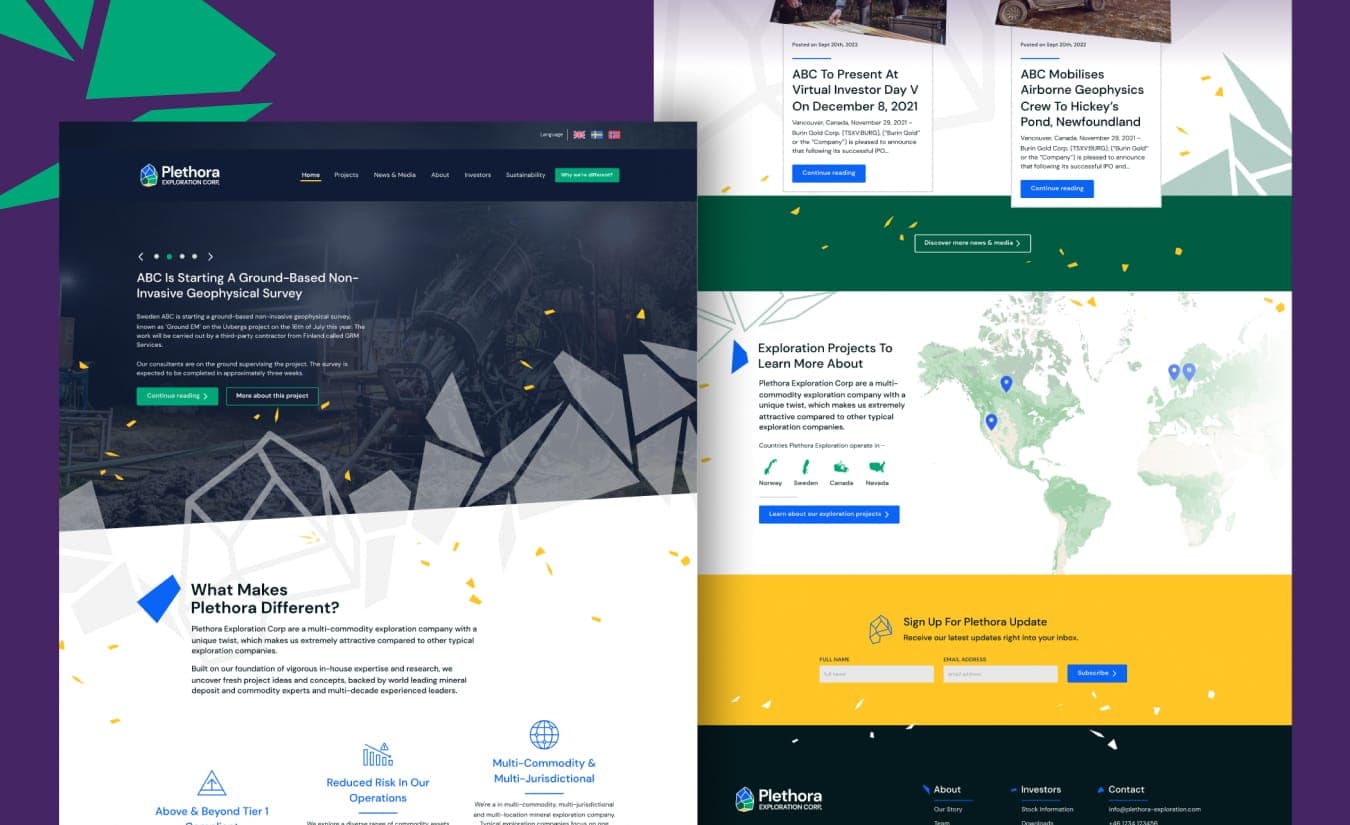 Language
Plethora
EXPLORATION CORP.
Home
Projects
News & Media
About
Investors
Sustainability
Why we're different?
ABC Is Starting A Ground-Based Non-
Invasive Geophysical Survey
Sweden ABC is starting a ground-based non-invasive geophysical survey,
known as 'Ground EM' on the Uvbergs project on the 16th of July this year. The
work will be carried out by a third-party contractor from Finland called GRM
Services.
Our consultants are on the ground supervising the project. The survey is
expected to be completed in approximately three weeks.
Continue reading
More about this project
What Makes
Plethora Different?
Plethora Exploration Corp are a multi-commodity exploration company with a
unique twist, which makes us extremely attractive compared to other typical
exploration companies.
Built on our foundation of vigorous in-house expertise and research, we
uncover fresh project ideas and concepts, backed by world leading mineral
deposit and commodity experts and multi-decade experienced leaders.
Above & Beyond Tier 1
Compliant
Reduced Risk In Our
Operations
We explore a diverse ranges of commodity assets
Multi-Commodity &
Multi-Jurisdictional
We're a in multi-commodity, multi-jurisdictional
and multi-location mineral exploration company.
Typical exploration companies focus on one
Posted on Sept 20th, 2022
ABC To Present At
Virtual Investor Day V
On December 8, 2021
Vancouver, Canada, November 29, 2021 –
Burin Gold Corp. (TSXV:BURG), ("Burin Gold"
or the "Company") is pleased to announce
that following its successful IPO...
Continue reading
Posted on Sept 20th, 2022
ABC Mobilises
Airborne Geophysics
Crew To Hickey's
Pond, Newfoundland
Vancouver, Canada, November 29, 2021 –
Burin Gold Corp. (TSXV:BURG), ("Burin Gold"
or the "Company") is pleased to announce
that following its successful IPO and...
Continue reading
Discover more news & media
Exploration Projects To
Learn More About
Plethora Exploration Corp are a multi-
commodity exploration company with a
unique twist, which makes us extremely
attractive compared to other typical
exploration companies.
Countries Plethora Exploration operate in –
Norway
Sweden
Canada
Nevada
Learn about our exploration projects
Sign Up For Plethora Update
Receive our latest updates right into your inbox.
FULL NAME
full name
EMAIL ADDRESS
email address
Subscribe
Plethora
EXPLORATION CORP.
About
Our Story
Team
Investors
Stock Information
Downloads
Contact
info@plethora-exploration.com
+46 1234 123456